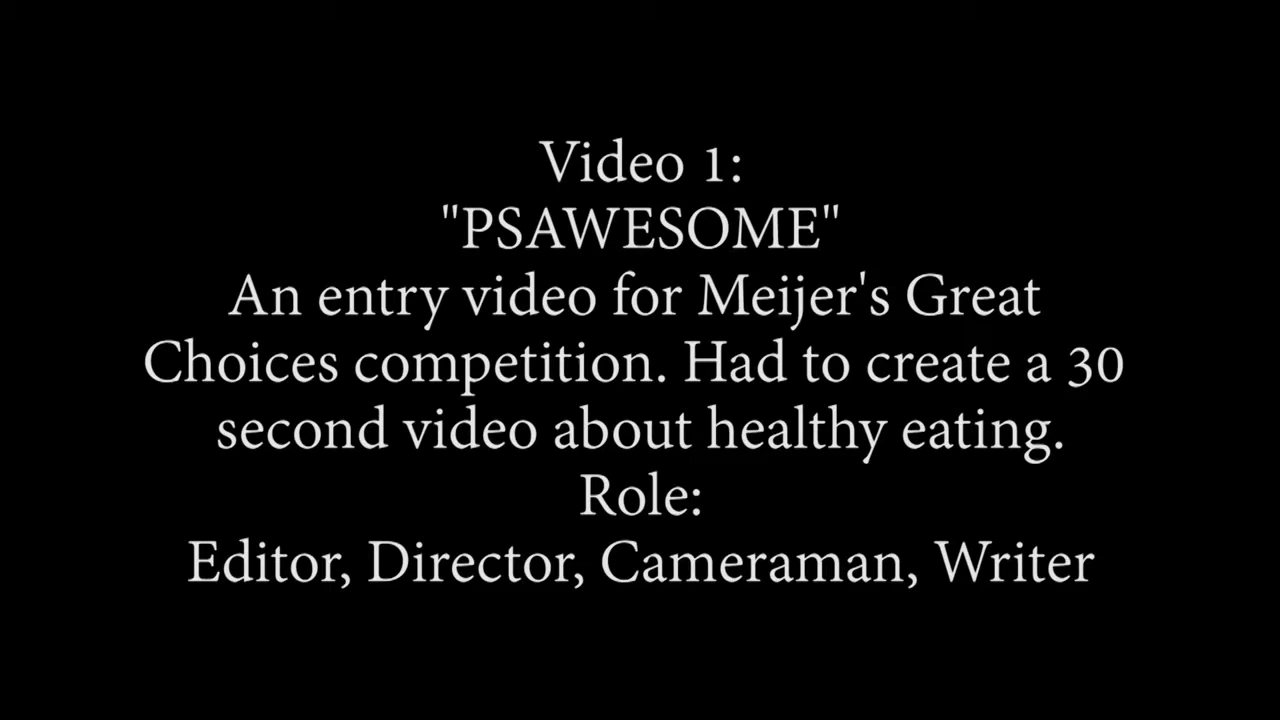 Video 1:
"PSAWESOME"
An entry video for Meijer's Great
Choices competition. Had to create a 30
second video about healthy eating.
Role:
Editor, Director, Cameraman, Writer